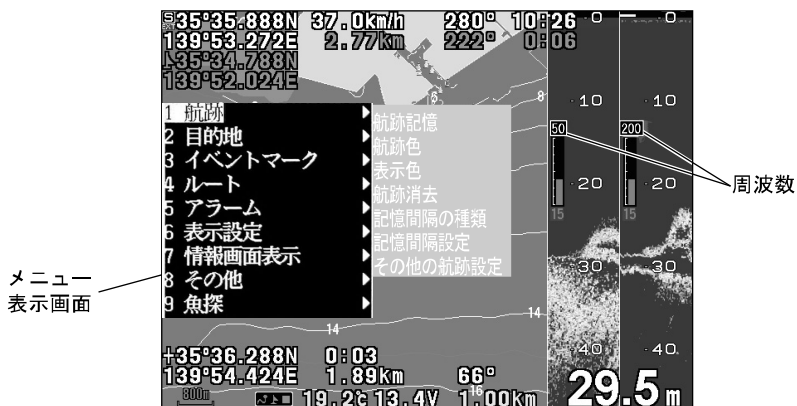 S 35°35.888N 37.0km/h 280° 10:26
139°53.272E 2.77km 222° 0:06
35°34.788N
139°52.024E
1 航跡
2 目的地
3 イベントマーク
4 ルート
5 アラーム
6 表示設定
7 情報画面表示
8 その他
9 魚探
航跡記憶
航跡色
表示色
航跡消去
記憶間隔の種類
記憶間隔設定
その他の航跡設定
6
8
14
14
16
+35°36.288N 0:03
139°54.424E 1.89km 66°
800m 19.2℃ 13.4V 1.00km
0
10
50
20
15
30
40
0
10
200
20
15
30
40
29.5m
周波数
メニュー
表示画面